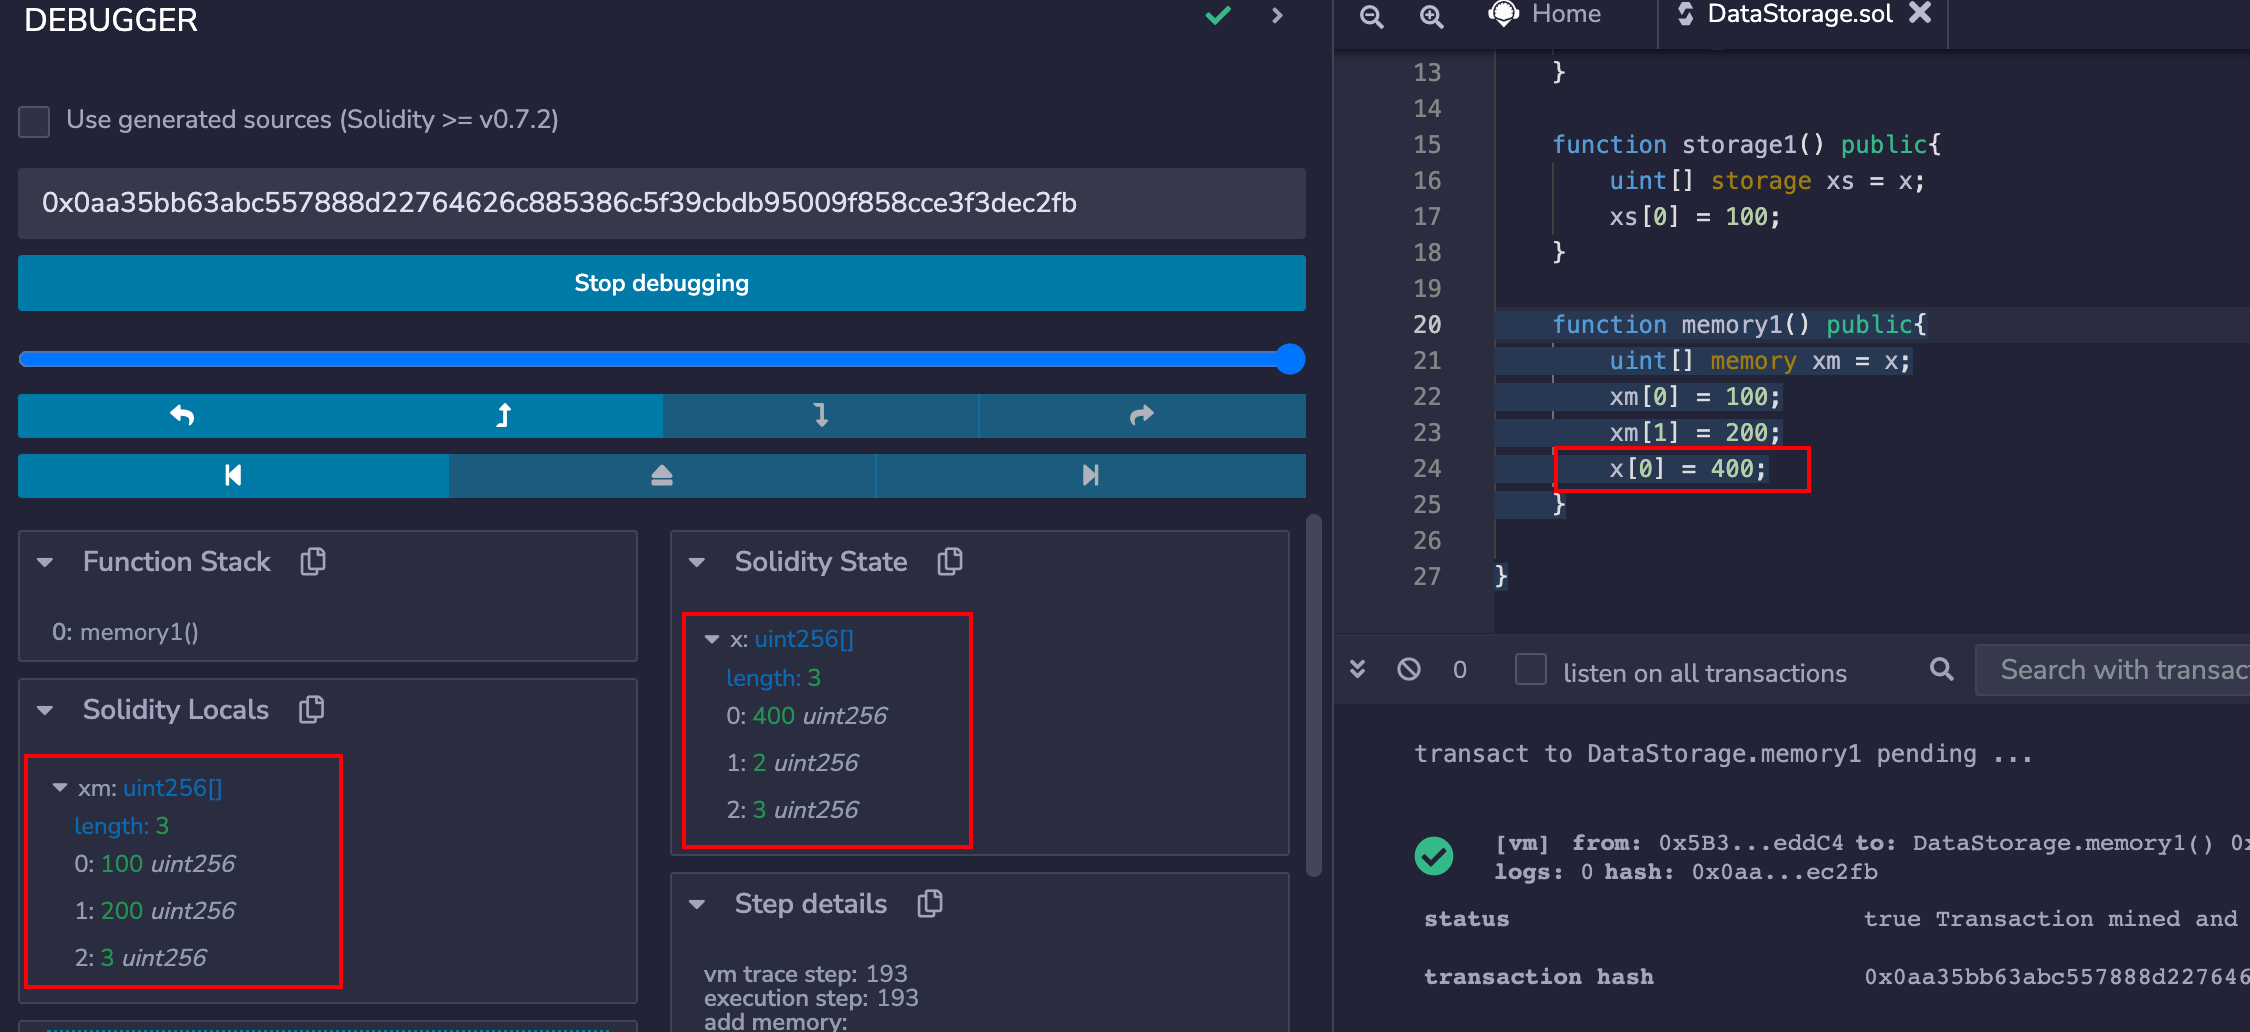 DEBUGGER
Use generated sources (Solidity >= v0.7.2)
0x0aa35bb63abc557888d22764626c885386c5f39cbdb95009f858cce3f3dec2fb
Stop debugging
Function Stack
0: memory1()
Solidity Locals
xm: uint256[]
length: 3
0: 100 uint256
1: 200 uint256
2: 3 uint256
Solidity State
x: uint256[]
length: 3
0: 400 uint256
1: 2 uint256
2: 3 uint256
Step details
vm trace step: 193
execution step: 193
add memory:
Home
DataStorage.sol
13 }
14
15 function storage1() public{
16 uint[] storage xs = x;
17 xs[0] = 100;
18 }
19
20 function memory1() public{
21 uint[] memory xm = x;
22 xm[0] = 100;
23 xm[1] = 200;
24 x[0] = 400;
25 }
26
27 }
0 listen on all transactions
Search with transac
transact to DataStorage.memory1 pending ...
[vm] from: 0x5B3...eddC4 to: DataStorage.memory1() 0x
logs: 0 hash: 0x0aa...ec2fb
status true Transaction mined and
transaction hash 0x0aa35bb63abc557888d227646